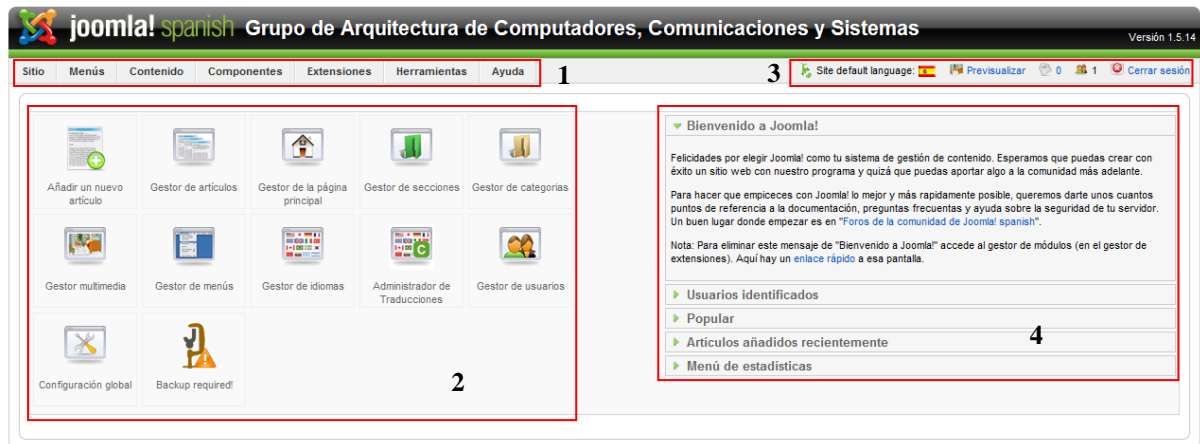 joomla! spanish Grupo de Arquitectura de Computadores, Comunicaciones y Sistemas
Versión 1.5.14
Sitio Menús Contenido Componentes Extensiones Herramientas Ayuda 1
3 Site default language: Previsualizar 0 1 Cerrar sesión
Añadir un nuevo
artículo
Gestor de artículos
Gestor de la página
principal
Gestor de secciones
Gestor de categorias
Gestor multimedia
Gestor de menús
Gestor de idiomas
C
Administrador de
Traducciones
Gestor de usuarios
Configuración global
Backup required!
2
Bienvenido a Joomla!
Felicidades por elegir Joomla! como tu sistema de gestión de contenido. Esperamos que puedas crear con
éxito un sitio web con nuestro programa y quizá que puedas aportar algo a la comunidad más adelante.
Para hacer que empiceces con Joomla! lo mejor y más rapidamente posible, queremos darte unos cuantos
puntos de referencia a la documentación, preguntas frecuentes y ayuda sobre la seguridad de tu servidor.
Un buen lugar donde empezar es en "Foros de la comunidad de Joomla! spanish".
Nota: Para eliminar este mensaje de "Bienvenido a Joomla!" accede al gestor de módulos (en el gestor de
extensiones). Aquí hay un enlace rápido a esa pantalla.
Usuarios identificados
Popular
Artículos añadidos recientemente
4
Menú de estadísticas